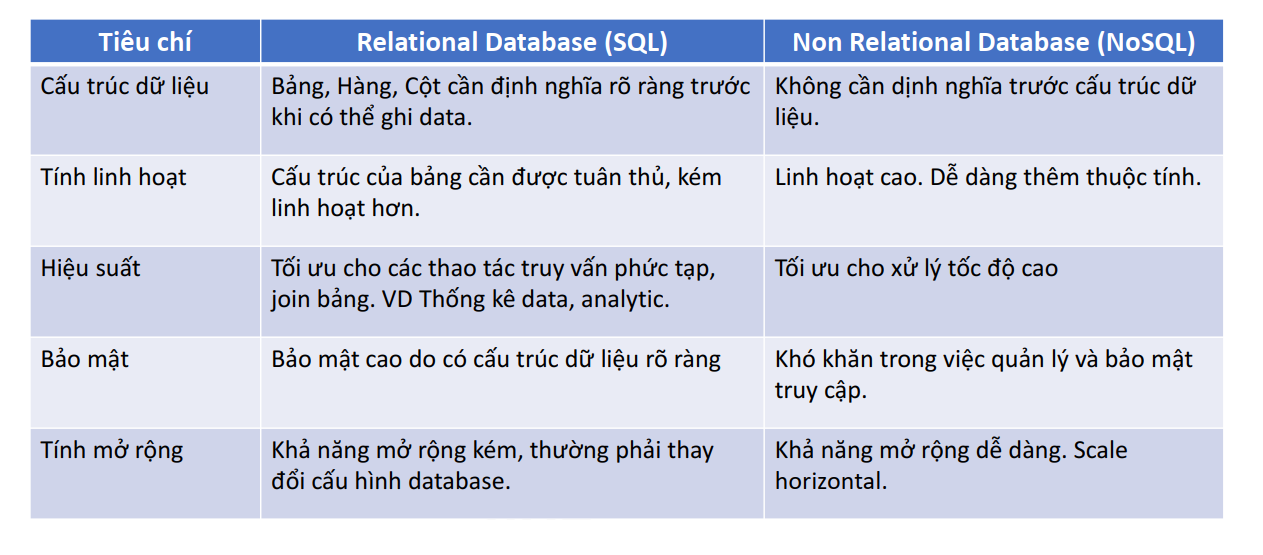 Tiêu chí
Relational Database (SQL)
Non Relational Database (NoSQL)
Cấu trúc dữ liệu
Bảng, Hàng, Cột cần định nghĩa rõ ràng trước
khi có thể ghi data.
Không cần dịnh nghĩa trước cấu trúc dữ
liệu.
Tính linh hoạt
Cấu trúc của bảng cần được tuân thủ, kém
linh hoạt hơn.
Linh hoạt cao. Dễ dàng thêm thuộc tính.
Hiệu suất
Tối ưu cho các thao tác truy vấn phức tạp,
join bảng. VD Thống kê data, analytic.
Tối ưu cho xử lý tốc độ cao
Bảo mật
Bảo mật cao do có cấu trúc dữ liệu rõ ràng
Khó khăn trong việc quản lý và bảo mật
truy cập.
Tính mở rộng
Khả năng mở rộng kém, thường phải thay
đổi cấu hình database.
Khả năng mở rộng dễ dàng. Scale
horizontal.